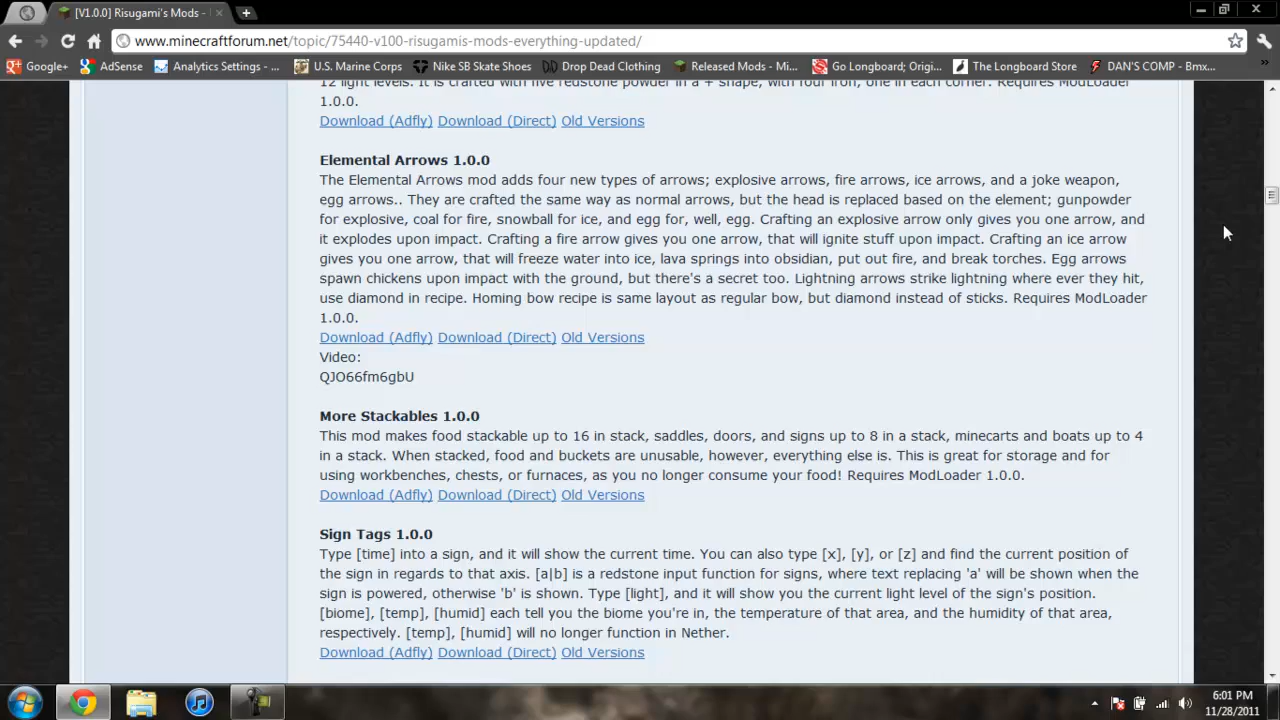 [V1.0.0] Risugami's Mods -
www.minecraftforum.net/topic/75440-v100-risugamis-mods-everything-updated/
Google+ AdSense Analytics Settings - ... U.S. Marine Corps Nike SB Skate Shoes Drop Dead Clothing Released Mods - Mi... Go Longboard; Origi... The Longboard Store DAN'S COMP - Bmx...
12 light levels. It is crafted with five redstone powder in a + shape, with four iron, one in each corner. Requires ModLoader
1.0.0.
Download (Adfly) Download (Direct) Old Versions
Elemental Arrows 1.0.0
The Elemental Arrows mod adds four new types of arrows; explosive arrows, fire arrows, ice arrows, and a joke weapon,
egg arrows.. They are crafted the same way as normal arrows, but the head is replaced based on the element; gunpowder
for explosive, coal for fire, snowball for ice, and egg for, well, egg. Crafting an explosive arrow only gives you one arrow, and
it explodes upon impact. Crafting a fire arrow gives you one arrow, that will ignite stuff upon impact. Crafting an ice arrow
gives you one arrow, that will freeze water into ice, lava springs into obsidian, put out fire, and break torches. Egg arrows
spawn chickens upon impact with the ground, but there's a secret too. Lightning arrows strike lightning where ever they hit,
use diamond in recipe. Homing bow recipe is same layout as regular bow, but diamond instead of sticks. Requires ModLoader
1.0.0.
Download (Adfly) Download (Direct) Old Versions
Video:
QJO66fm6gbU
More Stackables 1.0.0
This mod makes food stackable up to 16 in stack, saddles, doors, and signs up to 8 in a stack, minecarts and boats up to 4
in a stack. When stacked, food and buckets are unusable, however, everything else is. This is great for storage and for
using workbenches, chests, or furnaces, as you no longer consume your food! Requires ModLoader 1.0.0.
Download (Adfly) Download (Direct) Old Versions
Sign Tags 1.0.0
Type [time] into a sign, and it will show the current time. You can also type [x], [y], or [z] and find the current position of
the sign in regards to that axis. [a|b] is a redstone input function for signs, where text replacing 'a' will be shown when the
sign is powered, otherwise 'b' is shown. Type [light], and it will show you the current light level of the sign's position.
[biome], [temp], [humid] each tell you the biome you're in, the temperature of that area, and the humidity of that area,
respectively. [temp], [humid] will no longer function in Nether.
Download (Adfly) Download (Direct) Old Versions
6:01 PM
11/28/2011